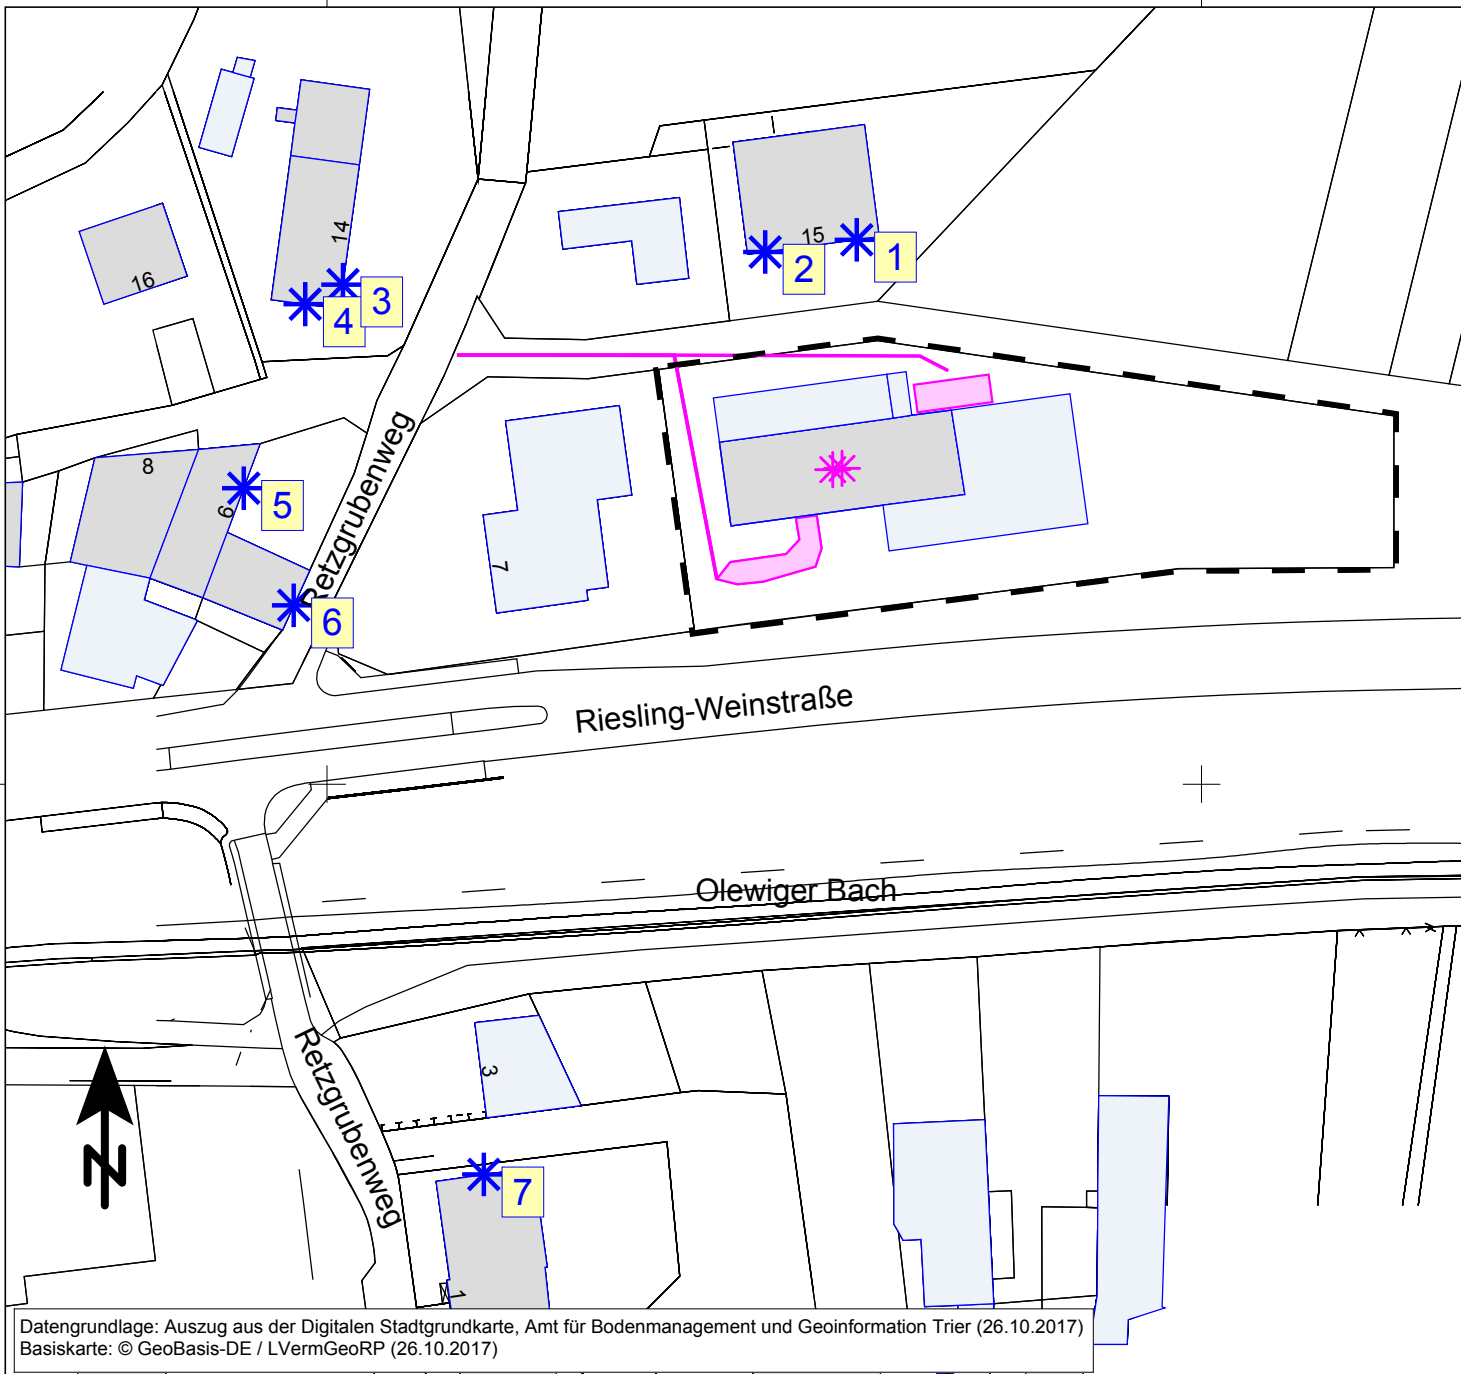 15
1
2
14
3
4
16
8
6
5
Retzgrubenweg
7
6
Riesling-Weinstraße
Olewiger Bach
Retzgrubenweg
3
N
7
1
Datengrundlage: Auszug aus der Digitalen Stadtgrundkarte, Amt für Bodenmanagement und Geoinformation Trier (26.10.2017)
Basiskarte: © GeoBasis-DE / LVermGeoRP (26.10.2017)